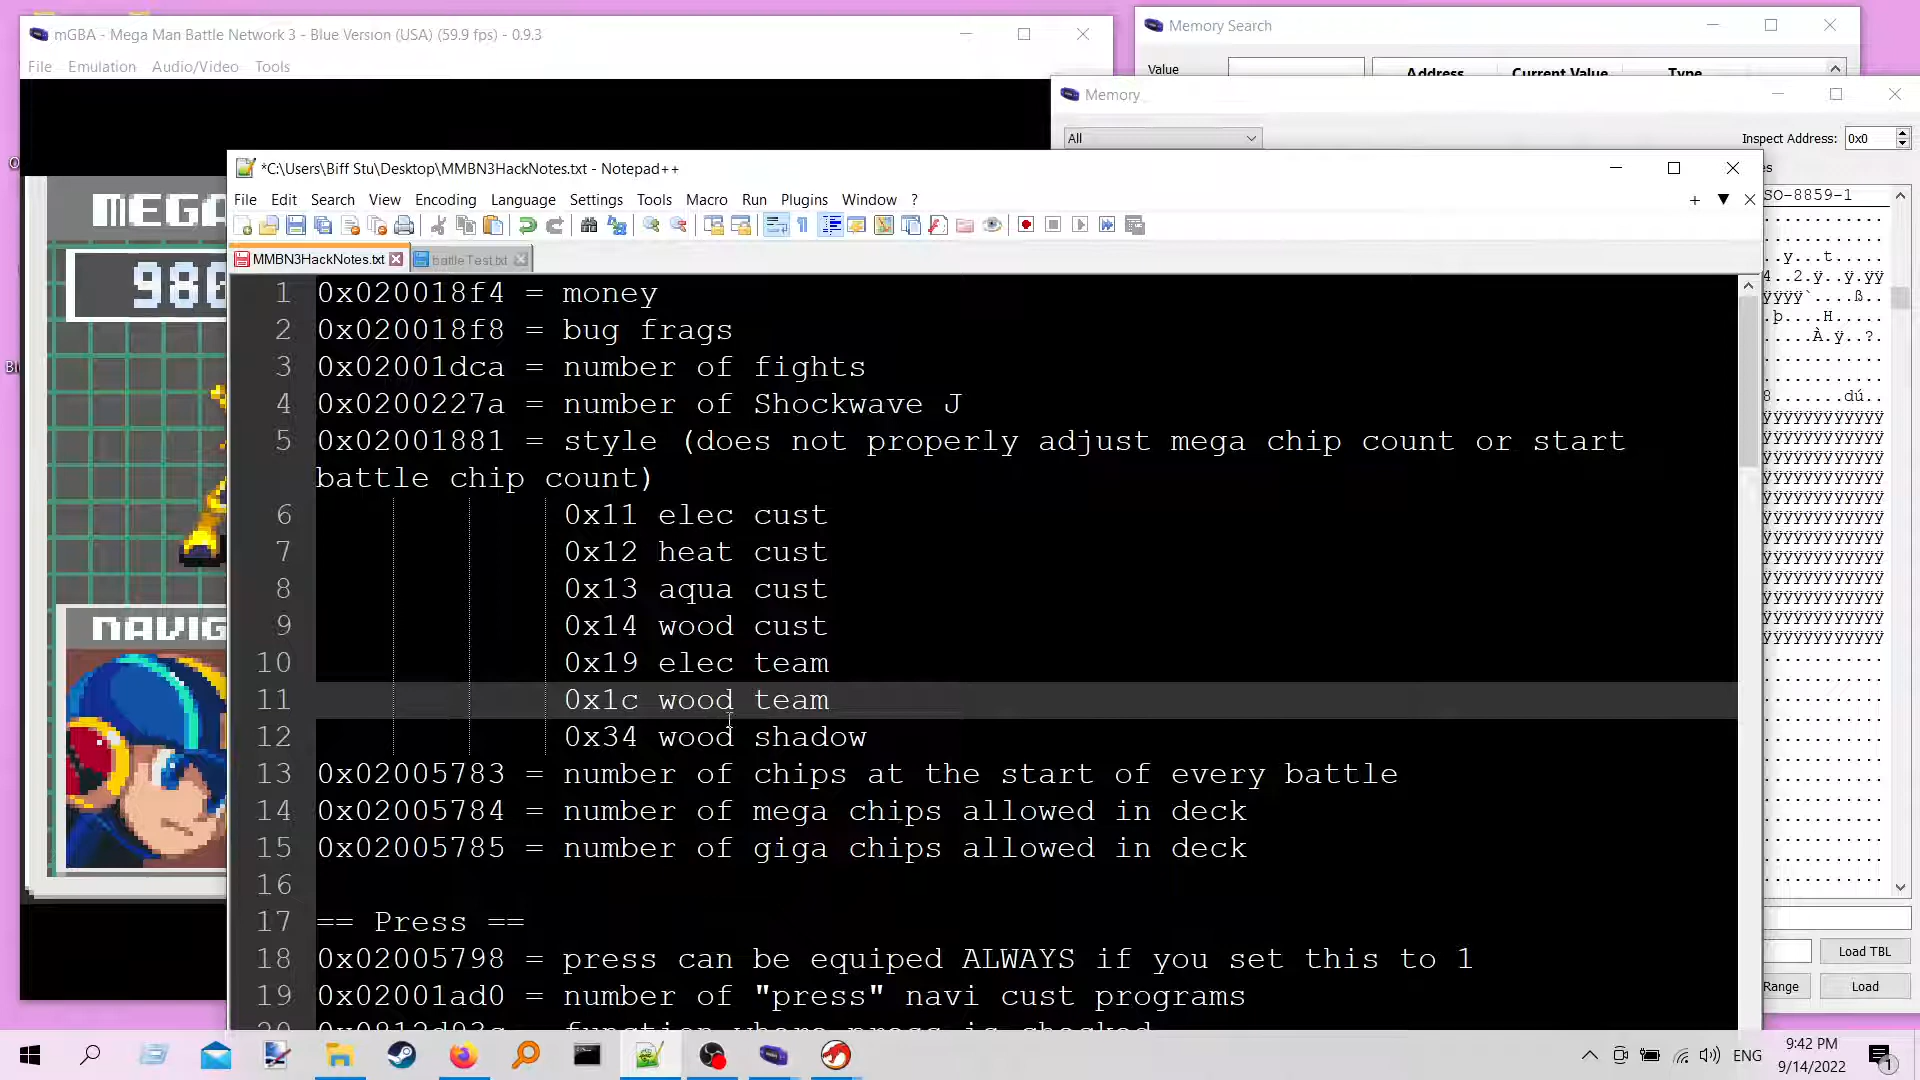 mGBA - Mega Man Battle Network 3 - Blue Version (USA) (59.9 fps) - 0.9.3
File Emulation Audio/Video Tools
Memory Search
Value
Address Current Value Type
Memory
All
Inspect Address: 0x0
*C:\Users\Biff Stu\Desktop\MMBN3HackNotes.txt - Notepad++
File Edit Search View Encoding Language Settings Tools Macro Run Plugins Window ?
MMBN3HackNotes.txt battleTest.txt
SO-8859-1
MEGA
980
NAVIG
1 0x020018f4 = money
2 0x020018f8 = bug frags
3 0x02001dca = number of fights
4 0x0200227a = number of Shockwave J
5 0x02001881 = style (does not properly adjust mega chip count or start
battle chip count)
6 0x11 elec cust
7 0x12 heat cust
8 0x13 aqua cust
9 0x14 wood cust
10 0x19 elec team
11 0x1c wood team
12 0x34 wood shadow
13 0x02005783 = number of chips at the start of every battle
14 0x02005784 = number of mega chips allowed in deck
15 0x02005785 = number of giga chips allowed in deck
16
17 == Press ==
18 0x02005798 = press can be equiped ALWAYS if you set this to 1
19 0x02001ad0 = number of "press" navi cust programs
Load TBL
Range Load
ENG
9:42 PM
9/14/2022
1